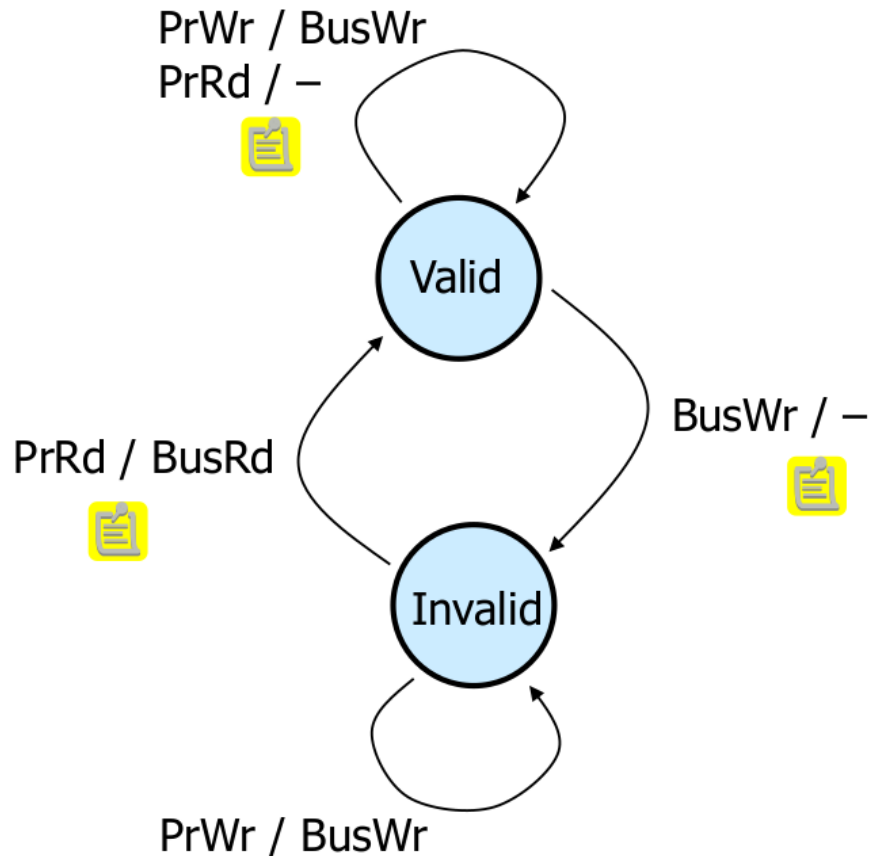 PrWr / BusWr
PrRd / –
Valid
BusWr / –
PrRd / BusRd
Invalid
PrWr / BusWr